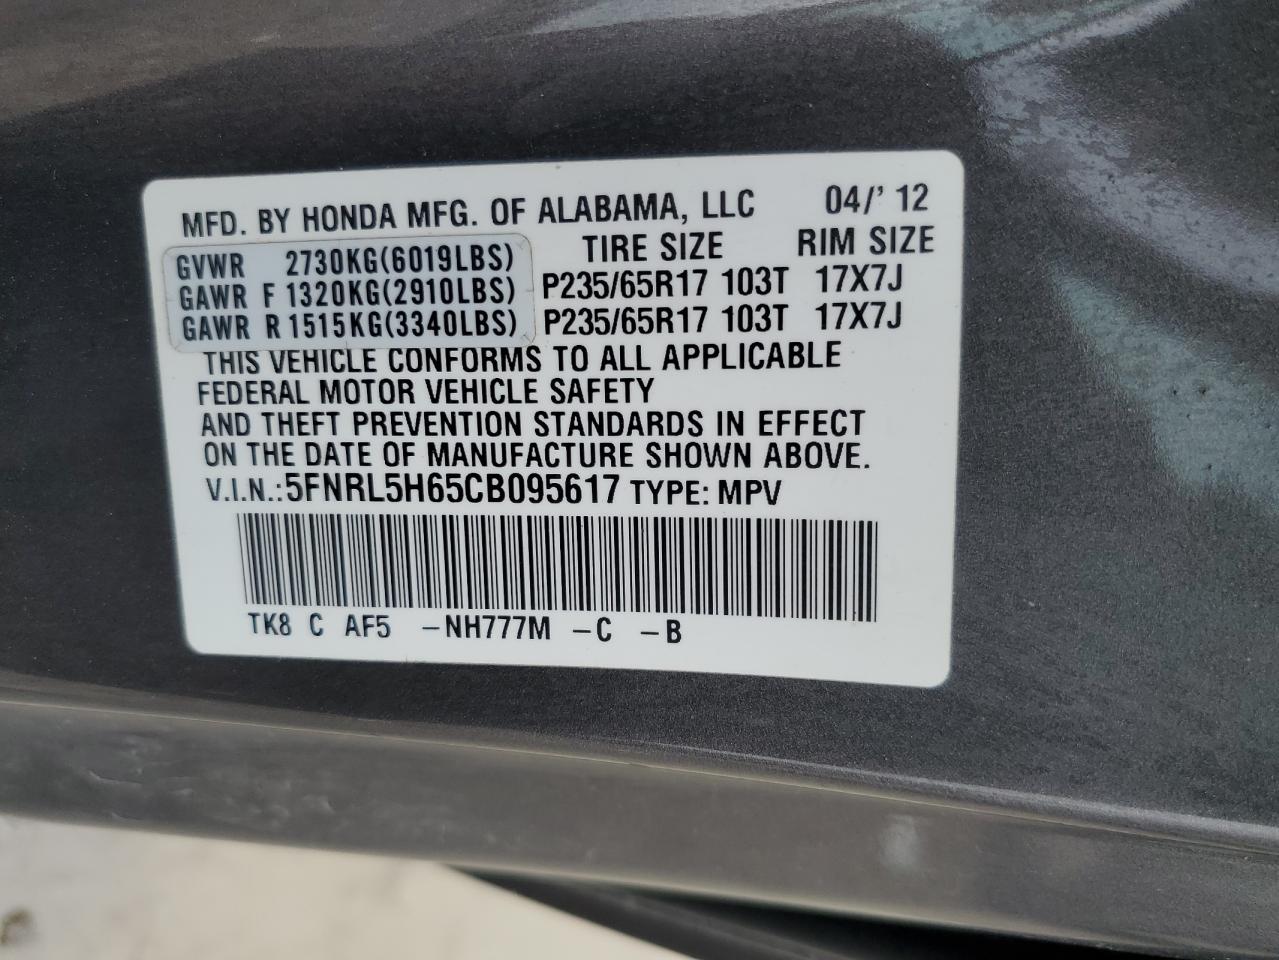 MFD. BY HONDA MFG. OF ALABAMA, LLC 04/' 12
TIRE SIZE RIM SIZE
GVWR 2730KG(6019LBS)
GAWR F 1320KG(2910LBS) P235/65R17 103T 17X7J
GAWR R 1515KG(3340LBS) P235/65R17 103T 17X7J
THIS VEHICLE CONFORMS TO ALL APPLICABLE
FEDERAL MOTOR VEHICLE SAFETY
AND THEFT PREVENTION STANDARDS IN EFFECT
ON THE DATE OF MANUFACTURE SHOWN ABOVE.
V.I.N.: 5FNRL5H65CB095617 TYPE: MPV
TK8 C AF5 -NH777M -C -B